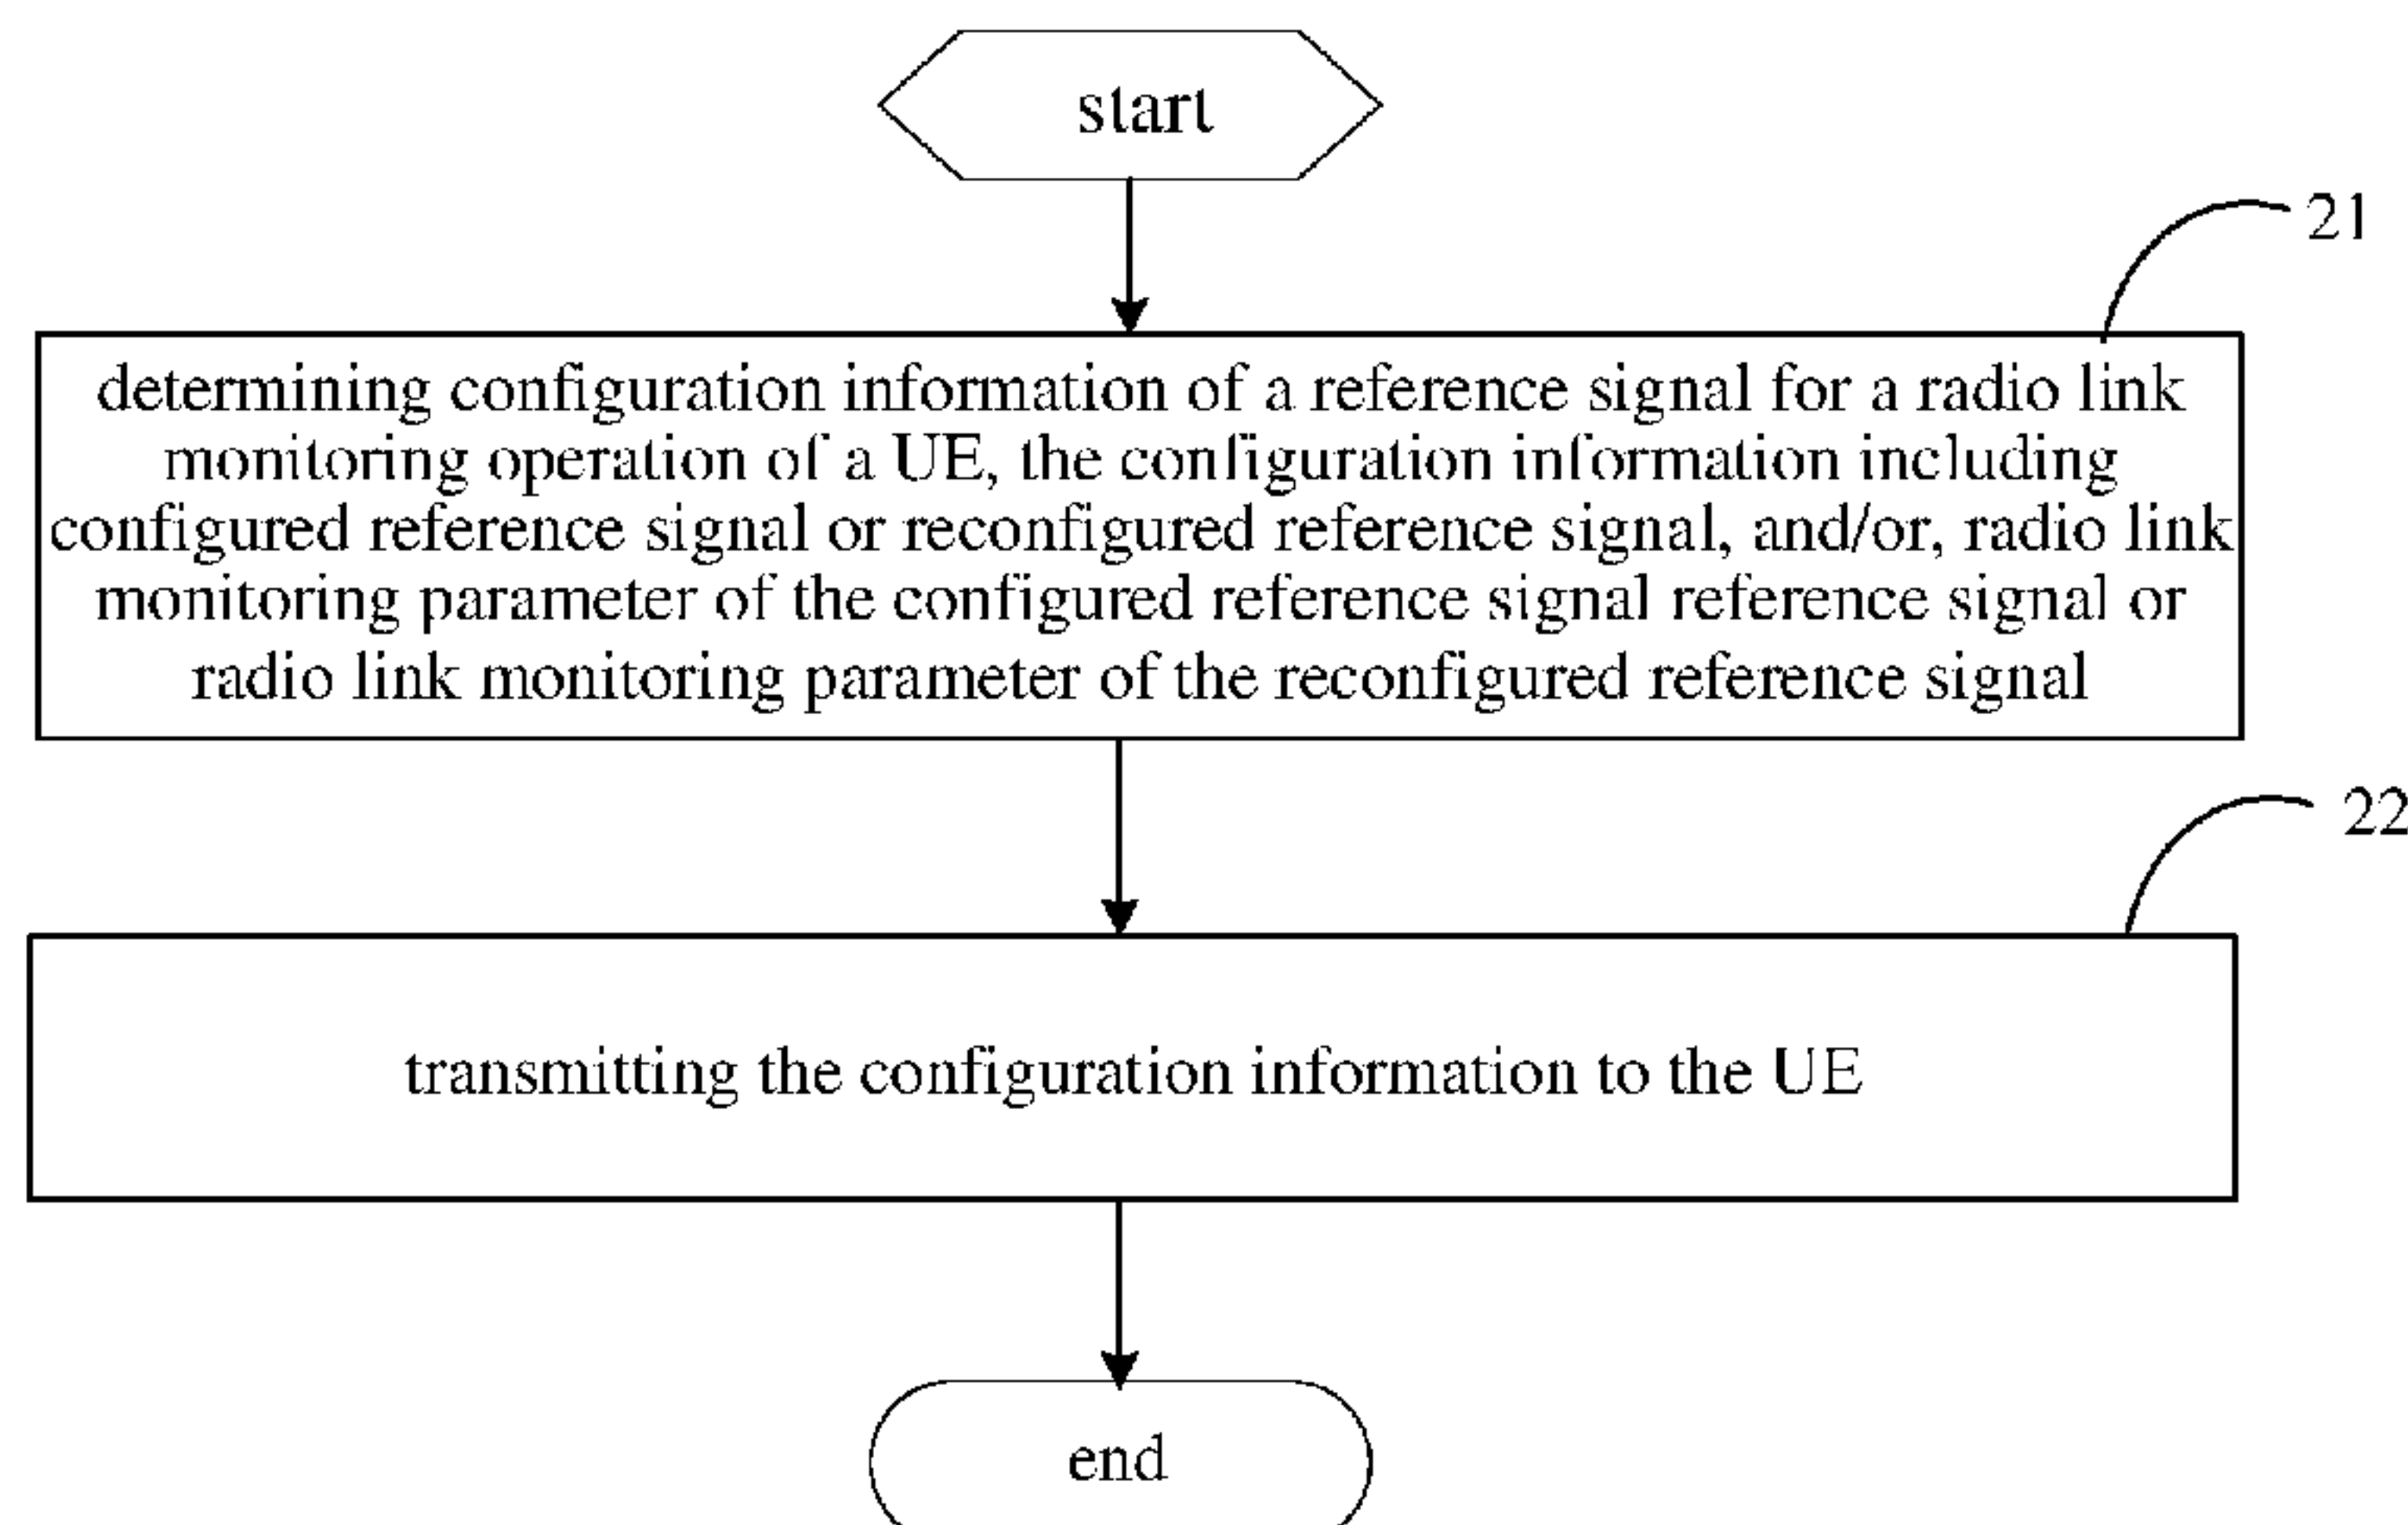 start
21
determining configuration information of a reference signal for a radio link
monitoring operation of a UE, the configuration information including
configured reference signal or reconfigured reference signal, and/or, radio link
monitoring parameter of the configured reference signal reference signal or
radio link monitoring parameter of the reconfigured reference signal
22
transmitting the configuration information to the UE
end